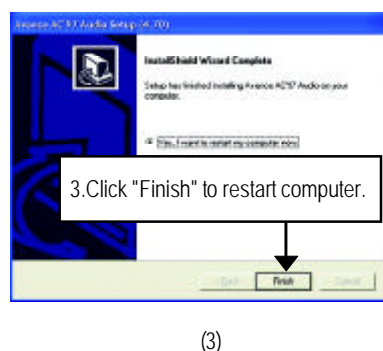 Avance AC'97 Audio Setup (4.70)
InstallShield Wizard Complete
Setup has finished installing Avance AC'97 Audio on your
computer.
Yes, I want to restart my computer now.
3.Click "Finish" to restart computer.
< Back Finish Cancel
(3)